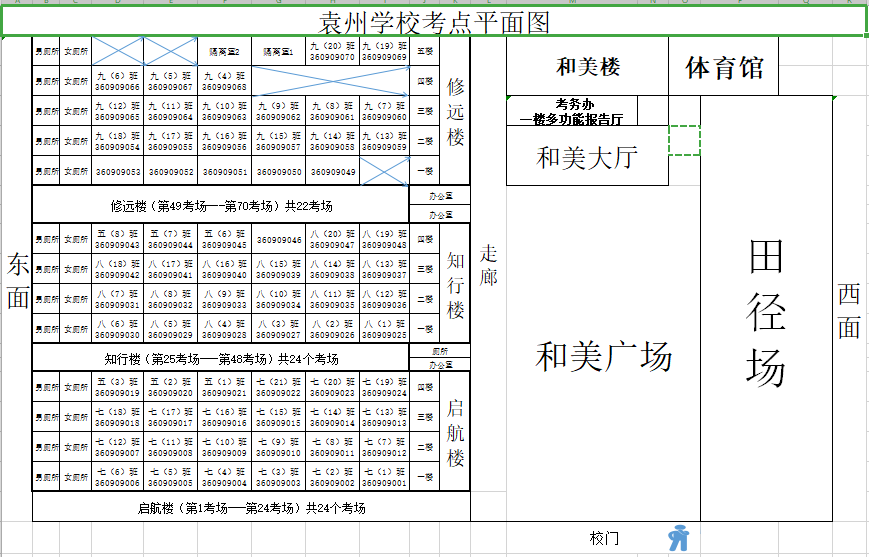 袁州学校考点平面图
男厕所 女厕所 隔离室2 隔离室1 九（20）班 360909070 九（19）班 360909069 五楼
男厕所 女厕所 九（6）班 360909066 九（5）班 360909067 九（4）班 360909068 四楼
男厕所 女厕所 九（12）班 360909065 九（11）班 360909064 九（10）班 360909063 九（9）班 360909062 九（8）班 360909061 九（7）班 360909060 三楼
男厕所 女厕所 九（18）班 360909054 九（17）班 360909055 九（16）班 360909056 九（15）班 360909057 九（14）班 360909058 九（13）班 360909059 二楼
男厕所 女厕所 360909053 360909052 360909051 360909050 360909049 一楼
修远楼
修远楼（第49考场——第70考场）共22考场
办公室
办公室
男厕所 女厕所 五（8）班 360909043 五（7）班 360909044 五（6）班 360909045 360909046 八（20）班 360909047 八（19）班 360909048 四楼
男厕所 女厕所 八（18）班 360909042 八（17）班 360909041 八（16）班 360909040 八（15）班 360909039 八（14）班 360909038 八（13）班 360909037 三楼
男厕所 女厕所 八（7）班 360909031 八（8）班 360909032 八（9）班 360909033 八（10）班 360909034 八（11）班 360909035 八（12）班 360909036 二楼
男厕所 女厕所 八（6）班 360909030 八（5）班 360909029 八（4）班 360909028 八（3）班 360909027 八（2）班 360909026 八（1）班 360909025 一楼
知行楼
知行楼（第25考场——第48考场）共24个考场
厕所
办公室
男厕所 女厕所 五（3）班 360909019 五（2）班 360909020 五（1）班 360909021 七（21）班 360909022 七（20）班 360909023 七（19）班 360909024 四楼
男厕所 女厕所 七（18）班 360909018 七（17）班 360909017 七（16）班 360909016 七（15）班 360909015 七（14）班 360909014 七（13）班 360909013 三楼
男厕所 女厕所 七（12）班 360909007 七（11）班 360909008 七（10）班 360909009 七（9）班 360909010 七（8）班 360909011 七（7）班 360909012 二楼
男厕所 女厕所 七（6）班 360909006 七（5）班 360909005 七（4）班 360909004 七（3）班 360909003 七（2）班 360909002 七（1）班 360909001 一楼
启航楼
启航楼（第1考场——第24考场）共24个考场
东面
走廊
和美楼
体育馆
考务办
一楼多功能报告厅
和美大厅
和美广场
田径场
西面
校门